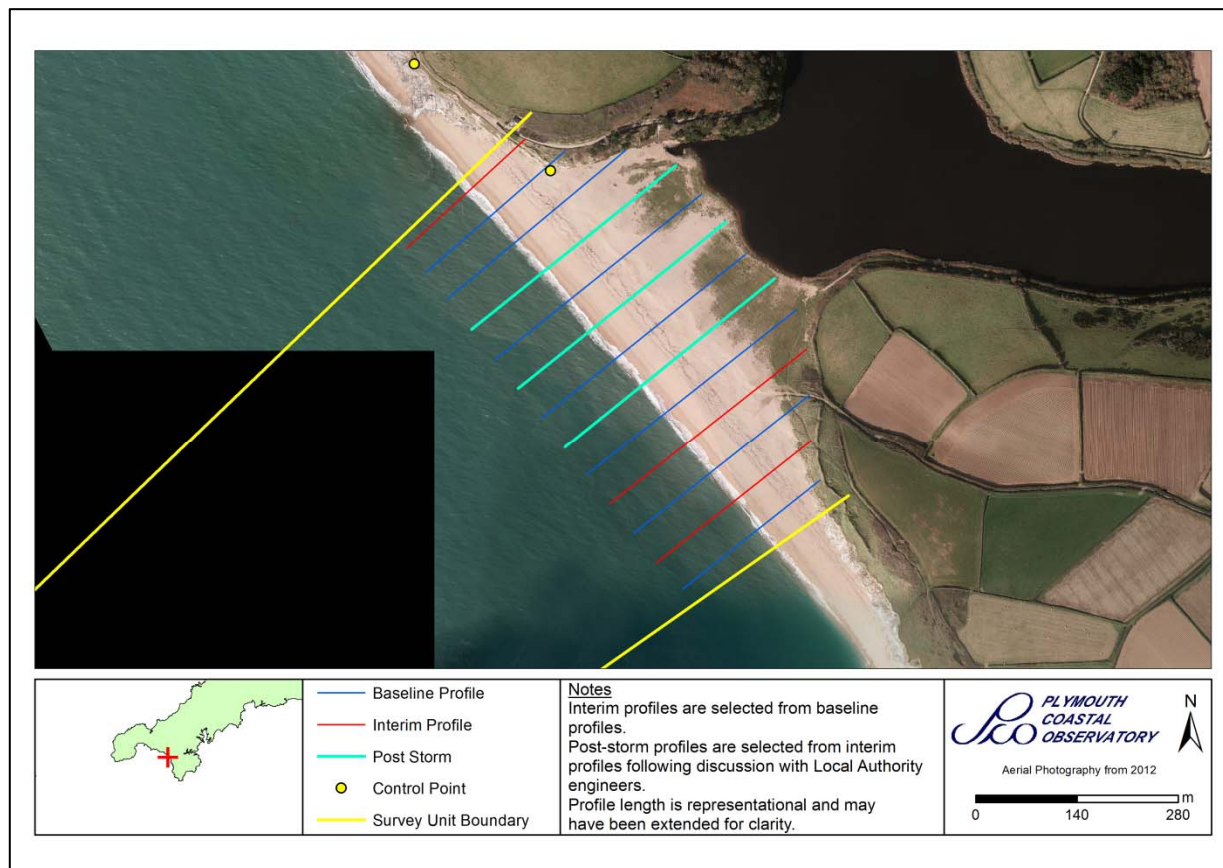 Baseline Profile
Interim Profile
Post Storm
Control Point
Survey Unit Boundary
Notes
Interim profiles are selected from baseline
profiles.
Post-storm profiles are selected from interim
profiles following discussion with Local Authority
engineers.
Profile length is representational and may
have been extended for clarity.
Pco PLYMOUTH
COASTAL
OBSERVATORY
N
Aerial Photography from 2012
m
0 140 280